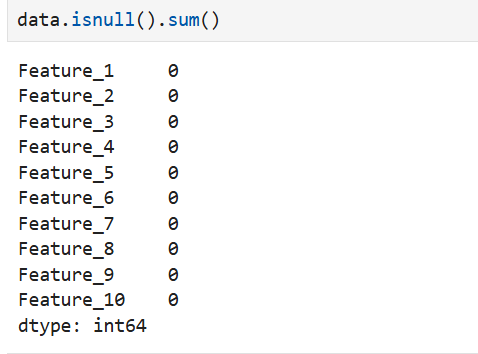 data.isnull().sum()
Feature_1     0
Feature_2     0
Feature_3     0
Feature_4     0
Feature_5     0
Feature_6     0
Feature_7     0
Feature_8     0
Feature_9     0
Feature_10    0
dtype: int64